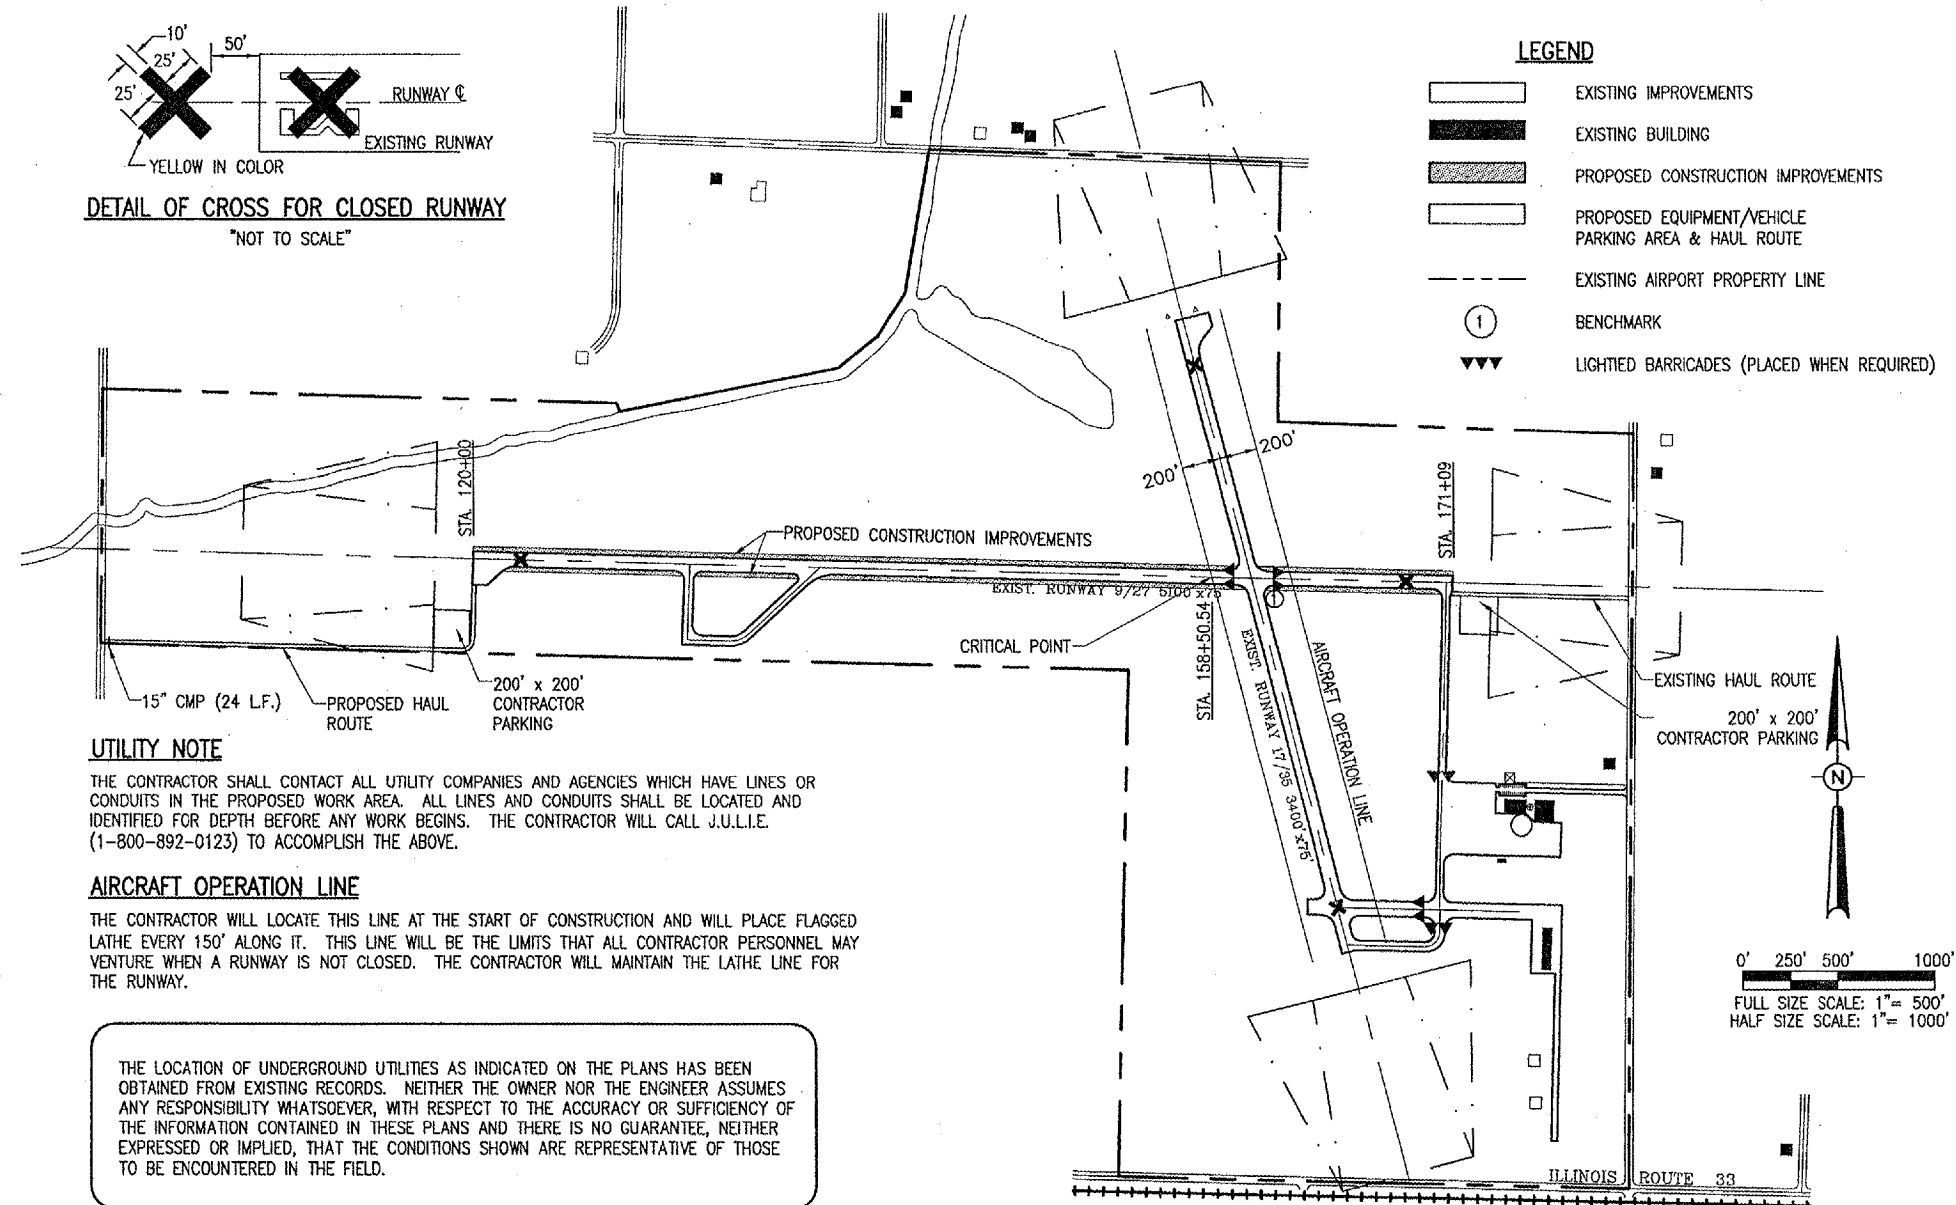 10'
25'
50'
25'
RUNWAY ℄
EXISTING RUNWAY
YELLOW IN COLOR
DETAIL OF CROSS FOR CLOSED RUNWAY
"NOT TO SCALE"
LEGEND
EXISTING IMPROVEMENTS
EXISTING BUILDING
PROPOSED CONSTRUCTION IMPROVEMENTS
PROPOSED EQUIPMENT/VEHICLE
PARKING AREA & HAUL ROUTE
EXISTING AIRPORT PROPERTY LINE
1
BENCHMARK
LIGHTIED BARRICADES (PLACED WHEN REQUIRED)
200'
200'
STA. 120+00
STA. 171+09
PROPOSED CONSTRUCTION IMPROVEMENTS
EXIST. RUNWAY 9/27 5100'x75'
1
CRITICAL POINT
STA. 158+50.54
EXIST. RUNWAY 17/35 3400'x75'
AIRCRAFT OPERATION LINE
EXISTING HAUL ROUTE
200' x 200'
CONTRACTOR PARKING
15" CMP (24 L.F.)
PROPOSED HAUL
ROUTE
200' x 200'
CONTRACTOR
PARKING
N
UTILITY NOTE
THE CONTRACTOR SHALL CONTACT ALL UTILITY COMPANIES AND AGENCIES WHICH HAVE LINES OR
CONDUITS IN THE PROPOSED WORK AREA. ALL LINES AND CONDUITS SHALL BE LOCATED AND
IDENTIFIED FOR DEPTH BEFORE ANY WORK BEGINS. THE CONTRACTOR WILL CALL J.U.L.I.E.
(1-800-892-0123) TO ACCOMPLISH THE ABOVE.
AIRCRAFT OPERATION LINE
THE CONTRACTOR WILL LOCATE THIS LINE AT THE START OF CONSTRUCTION AND WILL PLACE FLAGGED
LATHE EVERY 150' ALONG IT. THIS LINE WILL BE THE LIMITS THAT ALL CONTRACTOR PERSONNEL MAY
VENTURE WHEN A RUNWAY IS NOT CLOSED. THE CONTRACTOR WILL MAINTAIN THE LATHE LINE FOR
THE RUNWAY.
0' 250' 500' 1000'
FULL SIZE SCALE: 1"= 500'
HALF SIZE SCALE: 1"= 1000'
THE LOCATION OF UNDERGROUND UTILITIES AS INDICATED ON THE PLANS HAS BEEN
OBTAINED FROM EXISTING RECORDS. NEITHER THE OWNER NOR THE ENGINEER ASSUMES
ANY RESPONSIBILITY WHATSOEVER, WITH RESPECT TO THE ACCURACY OR SUFFICIENCY OF
THE INFORMATION CONTAINED IN THESE PLANS AND THERE IS NO GUARANTEE, NEITHER
EXPRESSED OR IMPLIED, THAT THE CONDITIONS SHOWN ARE REPRESENTATIVE OF THOSE
TO BE ENCOUNTERED IN THE FIELD.
ILLINOIS ROUTE 33